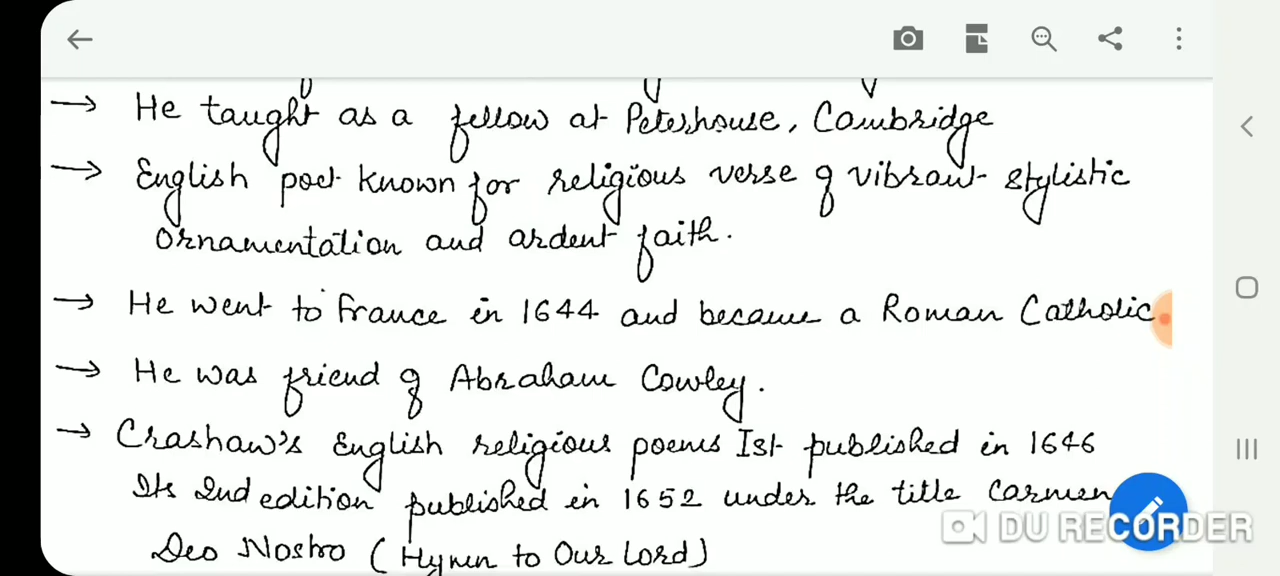 → He taught as a fellow at Peterhouse, Cambridge
→ English poet known for religious verse of vibrant stylistic
ornamentation and ardent faith.
→ He went to France in 1644 and became a Roman Catholic.
→ He was friend of Abraham Cowley.
→ Crashaw's English religious poems Ist published in 1646
Its 2nd edition published in 1652 under the title Carmen
Deo Nostro (Hymn to Our Lord)
DU RECORDER